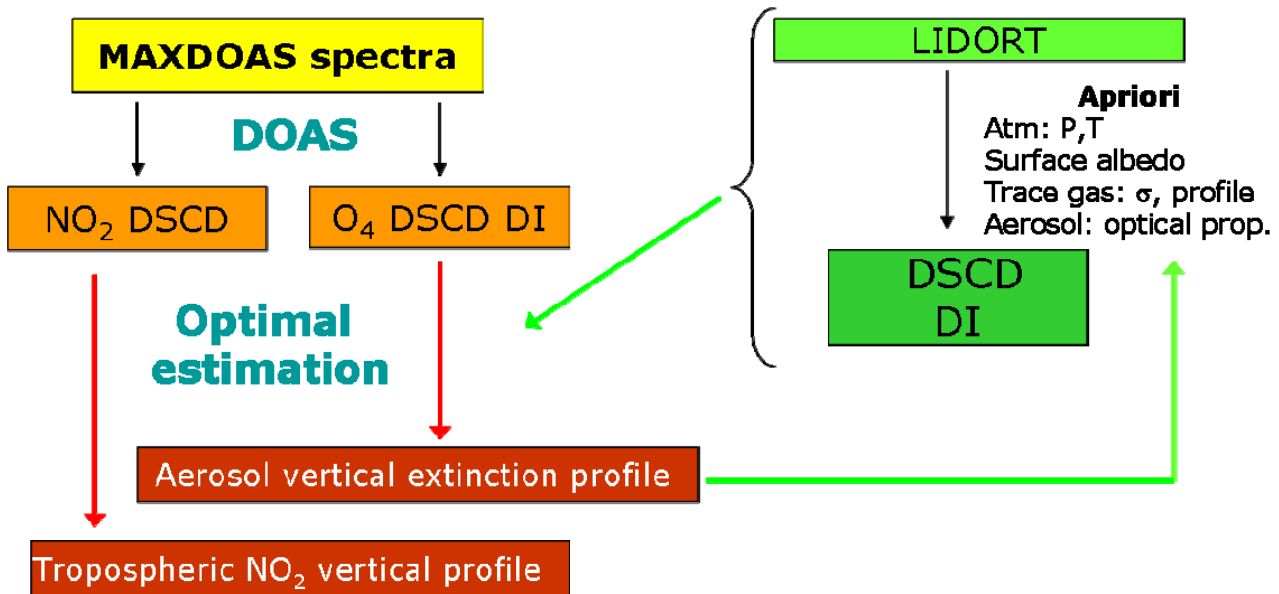 MAXDOAS spectra
DOAS
NO₂ DSCD
O₄ DSCD DI
Optimal
estimation
Aerosol vertical extinction profile
Tropospheric NO₂ vertical profile
LIDORT
Apriori
Atm: P,T
Surface albedo
Trace gas: σ, profile
Aerosol: optical prop.
DSCD
DI